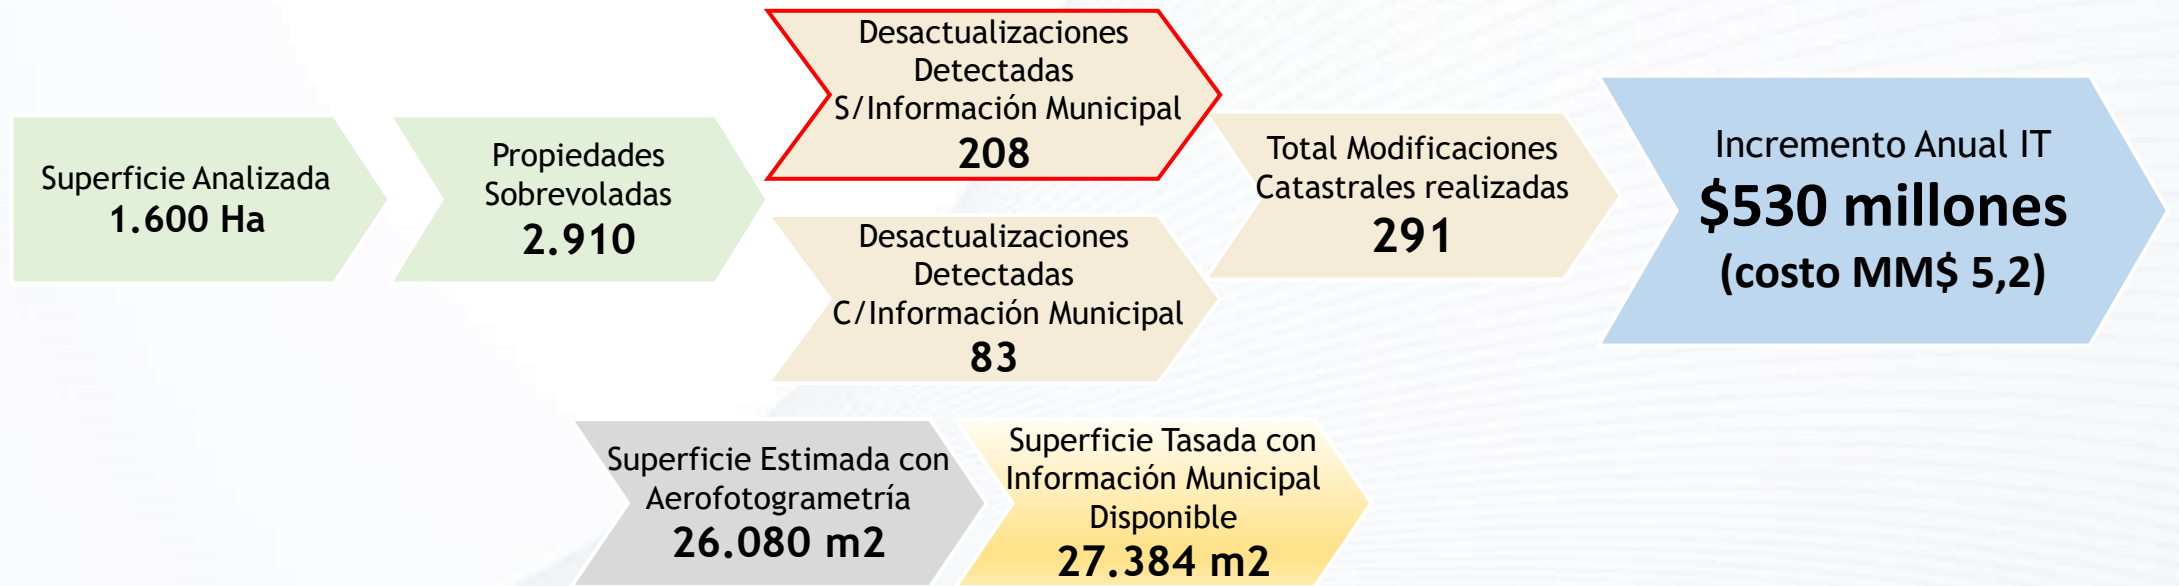 Superficie Analizada
1.600 Ha
Propiedades
Sobrevoladas
2.910
Desactualizaciones
Detectadas
S/Información Municipal
208
Desactualizaciones
Detectadas
C/Información Municipal
83
Total Modificaciones
Catastrales realizadas
291
Incremento Anual IT
$530 millones
(costo MM$ 5,2)
Superficie Estimada con
Aerofotogrametría
26.080 m2
Superficie Tasada con
Información Municipal
Disponible
27.384 m2